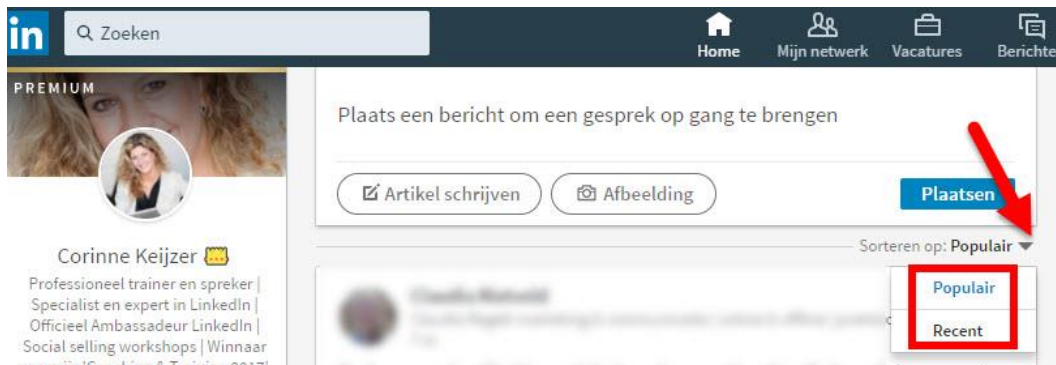 in
Zoeken
Home
Mijn netwerk
Vacatures
Berichte
PREMIUM
Plaats een bericht om een gesprek op gang te brengen
Artikel schrijven
Afbeelding
Plaatsen
Sorteren op: Populair
Populair
Recent
Corinne Keijzer
Professioneel trainer en spreker |
Specialist en expert in LinkedIn |
Officieel Ambassadeur LinkedIn |
Social selling workshops | Winnaar